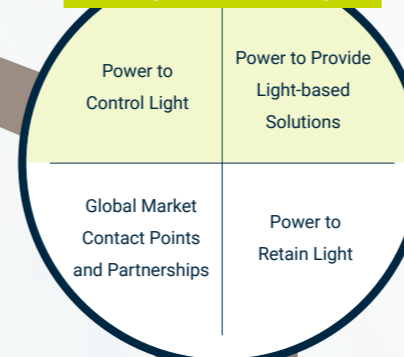 Power to
Control Light
Power to Provide
Light-based
Solutions
Global Market
Contact Points
and Partnerships
Power to
Retain Light